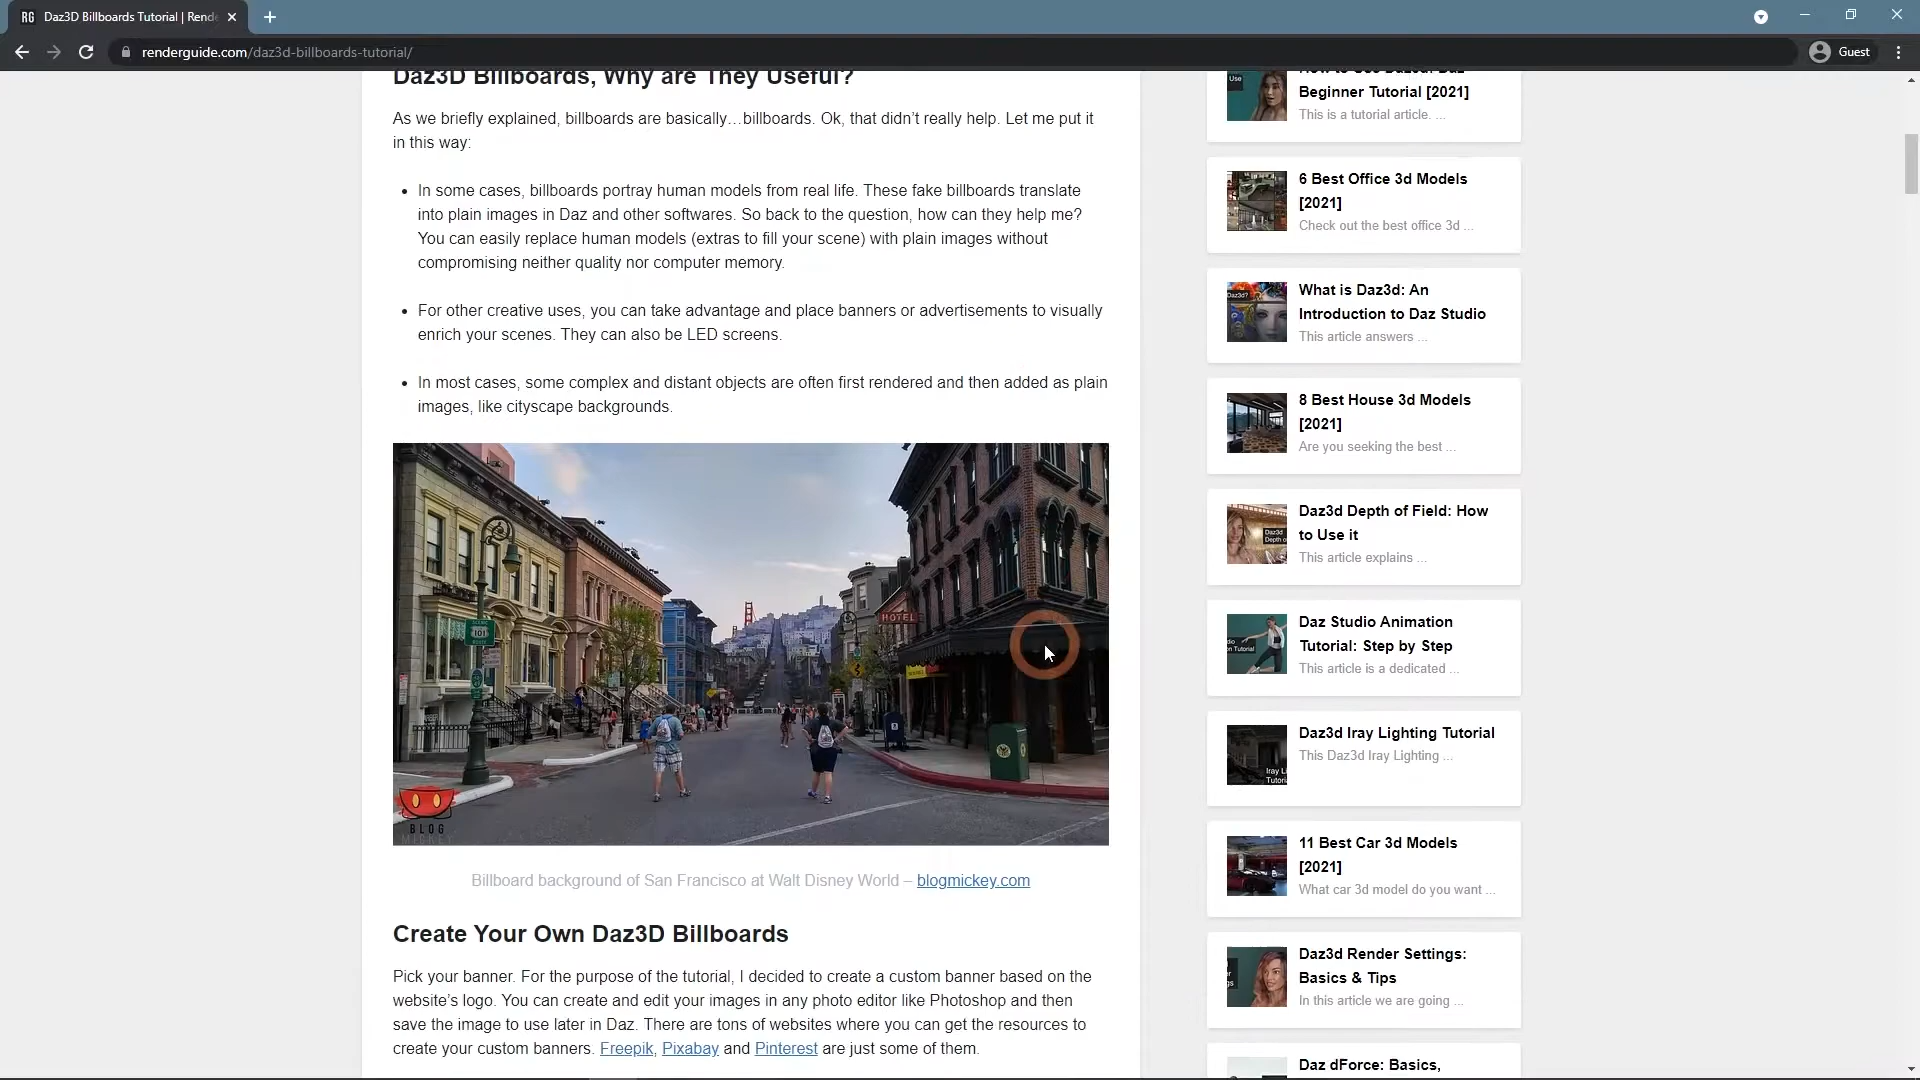 RG Daz3D Billboards Tutorial | Rend
renderguide.com/daz3d-billboards-tutorial/
Guest
Daz3D Billboards, Why are They Useful?
As we briefly explained, billboards are basically…billboards. Ok, that didn’t really help. Let me put it
in this way:
• In some cases, billboards portray human models from real life. These fake billboards translate
into plain images in Daz and other softwares. So back to the question, how can they help me?
You can easily replace human models (extras to fill your scene) with plain images without
compromising neither quality nor computer memory.
• For other creative uses, you can take advantage and place banners or advertisements to visually
enrich your scenes. They can also be LED screens.
• In most cases, some complex and distant objects are often first rendered and then added as plain
images, like cityscape backgrounds.
HOTEL
101
BLOG
MICKEY
Billboard background of San Francisco at Walt Disney World – blogmickey.com
Create Your Own Daz3D Billboards
Pick your banner. For the purpose of the tutorial, I decided to create a custom banner based on the
website’s logo. You can create and edit your images in any photo editor like Photoshop and then
save the image to use later in Daz. There are tons of websites where you can get the resources to
create your custom banners. Freepik, Pixabay and Pinterest are just some of them.
Use
How to Use Daz3d: Daz
Beginner Tutorial [2021]
This is a tutorial article. ...
6 Best Office 3d Models
[2021]
Check out the best office 3d ...
Daz3d?
What is Daz3d: An
Introduction to Daz Studio
This article answers ...
8 Best House 3d Models
[2021]
Are you seeking the best ...
Daz3d
Depth o
Daz3d Depth of Field: How
to Use it
This article explains ...
Daz Studio Animation
Tutorial: Step by Step
This article is a dedicated ...
Iray L
Tutori
Daz3d Iray Lighting Tutorial
This Daz3d Iray Lighting ...
11 Best Car 3d Models
[2021]
What car 3d model do you want ...
Daz3d Render Settings:
Basics & Tips
In this article we are going ...
Daz dForce: Basics,